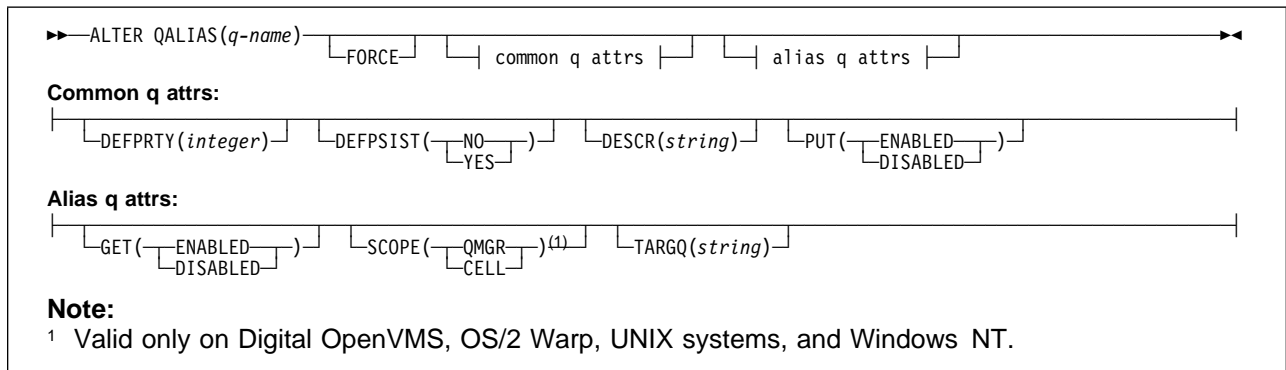 ALTER QALIAS(q-name)
FORCE common q attrs alias q attrs
Common q attrs:
DEFPRTY(integer) DEFPSIST( NO ) DESCR(string) PUT( ENABLED )
YES DISABLED
Alias q attrs:
GET( ENABLED ) SCOPE( QMGR )(1) TARGQ(string)
DISABLED CELL
Note:
1 Valid only on Digital OpenVMS, OS/2 Warp, UNIX systems, and Windows NT.